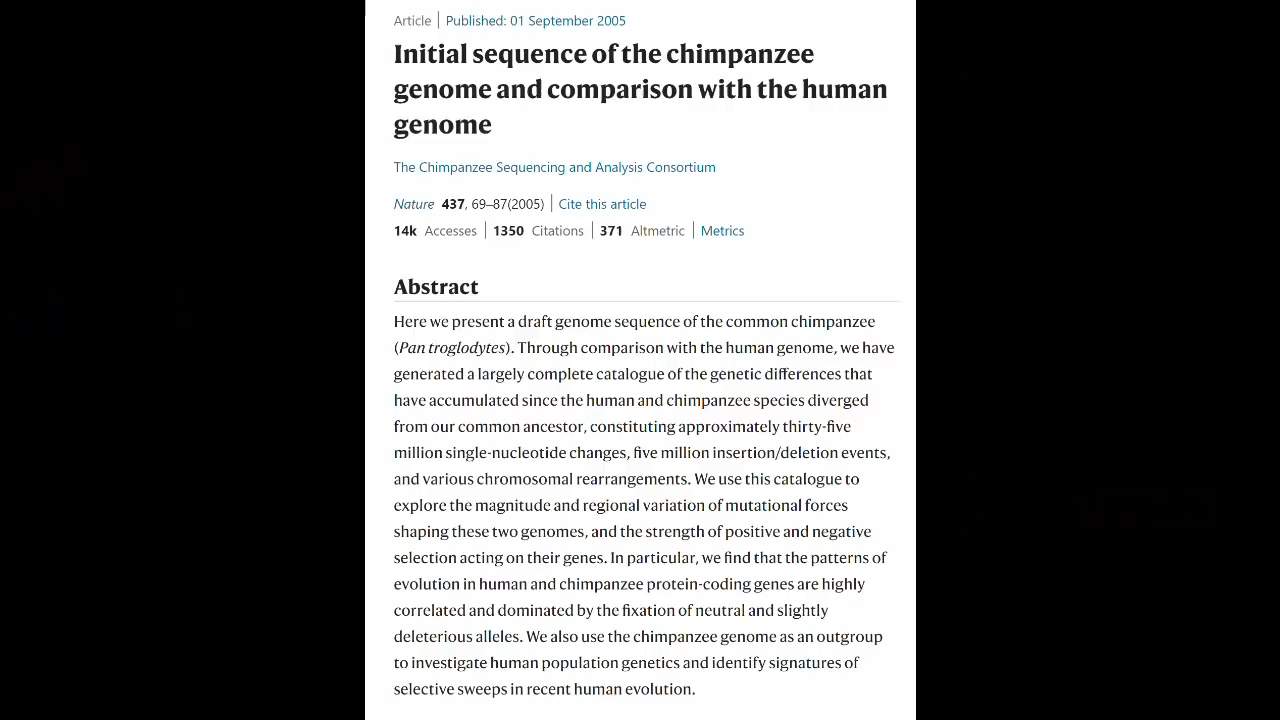 Article | Published: 01 September 2005
Initial sequence of the chimpanzee
genome and comparison with the human
genome
The Chimpanzee Sequencing and Analysis Consortium
Nature 437, 69–87(2005) | Cite this article
14k Accesses | 1350 Citations | 371 Altmetric | Metrics
Abstract
Here we present a draft genome sequence of the common chimpanzee
(Pan troglodytes). Through comparison with the human genome, we have
generated a largely complete catalogue of the genetic differences that
have accumulated since the human and chimpanzee species diverged
from our common ancestor, constituting approximately thirty-five
million single-nucleotide changes, five million insertion/deletion events,
and various chromosomal rearrangements. We use this catalogue to
explore the magnitude and regional variation of mutational forces
shaping these two genomes, and the strength of positive and negative
selection acting on their genes. In particular, we find that the patterns of
evolution in human and chimpanzee protein-coding genes are highly
correlated and dominated by the fixation of neutral and slightly
deleterious alleles. We also use the chimpanzee genome as an outgroup
to investigate human population genetics and identify signatures of
selective sweeps in recent human evolution.